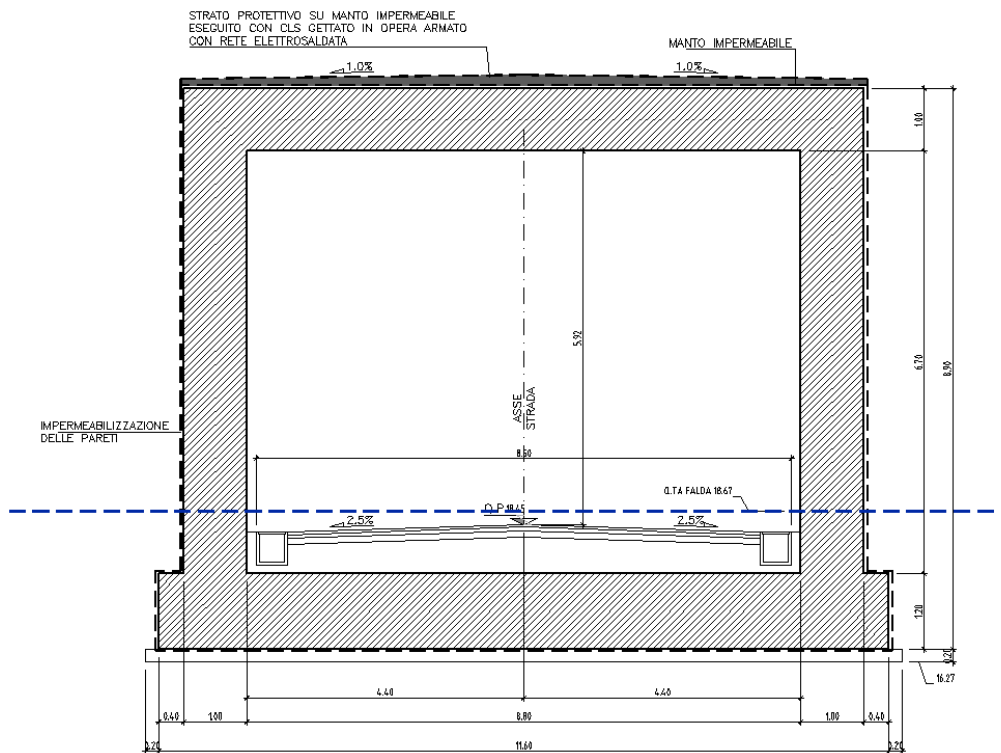 STRATO PROTETTIVO SU MANTO IMPERMEABILE
ESEGUITO CON CLS GETTATO IN OPERA ARMATO
CON RETE ELETTROSALDATA
MANTO IMPERMEABILE
1.0%
1.0%
1.00
5.92
6.70
8.90
ASSE
STRADA
IMPERMEABILIZZAZIONE
DELLE PARETI
8.50
Q.TA FALDA 18.67
Q.P.18.45
2.5%
2.5%
1.20
0.20
16.27
4.40
4.40
0.40
1.00
8.80
1.00
0.40
0.20
11.60
0.20